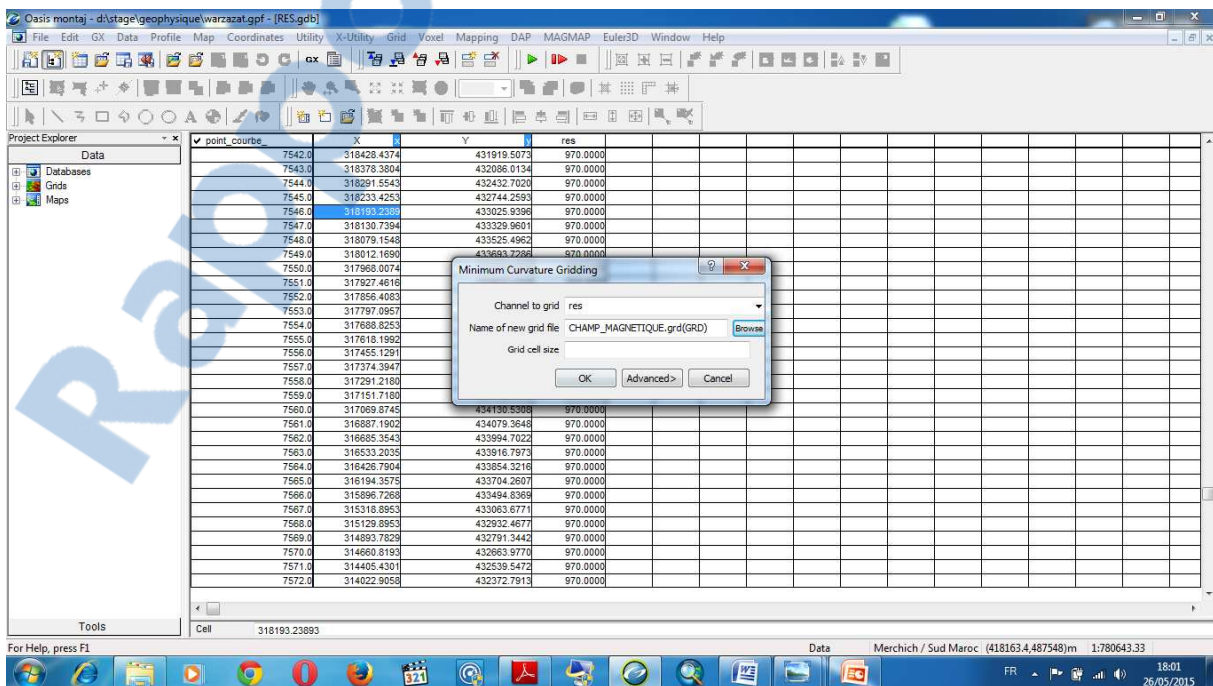 Oasis montaj - d:\stage\geophysique\warzazat.gpf - [RES.gdb]
File Edit GX Data Profile Map Coordinates Utility X-Utility Grid Voxel Mapping DAP MAGMAP Euler3D Window Help
Project Explorer
Data
Databases
Grids
Maps
Tools
point_courbe_ X x Y y res
7542.0 318428.4374 431919.5073 970.0000
7543.0 318378.3804 432086.0134 970.0000
7544.0 318291.5543 432432.7020 970.0000
7545.0 318233.4253 432744.2593 970.0000
7546.0 318193.2389 433025.9396 970.0000
7547.0 318130.7394 433329.9601 970.0000
7548.0 318079.1548 433525.4962 970.0000
7549.0 318012.1690 433693.7286 970.0000
7550.0 317968.0074
7551.0 317927.4616
7552.0 317856.4083
7553.0 317797.0957
7554.0 317688.8253
7555.0 317618.1992
7556.0 317455.1291
7557.0 317374.3947
7558.0 317291.2180
7559.0 317151.7180
7560.0 317069.8745 434130.5308 970.0000
7561.0 316887.1902 434079.3648 970.0000
7562.0 316685.3543 433994.7022 970.0000
7563.0 316533.2035 433916.7973 970.0000
7564.0 316426.7904 433854.3216 970.0000
7565.0 316194.3575 433704.2607 970.0000
7566.0 315896.7268 433494.8369 970.0000
7567.0 315318.8953 433063.6771 970.0000
7568.0 315129.8953 432932.4677 970.0000
7569.0 314893.7829 432791.3442 970.0000
7570.0 314660.8193 432663.9770 970.0000
7571.0 314405.4301 432539.5472 970.0000
7572.0 314022.9058 432372.7913 970.0000
Minimum Curvature Gridding
Channel to grid res
Name of new grid file CHAMP_MAGNETIQUE.grd(GRD) Browse
Grid cell size
OK Advanced> Cancel
Cell 318193.23893
For Help, press F1 Data Merchich / Sud Maroc (418163.4,487548)m 1:780643.33
FR 18:01
26/05/2015